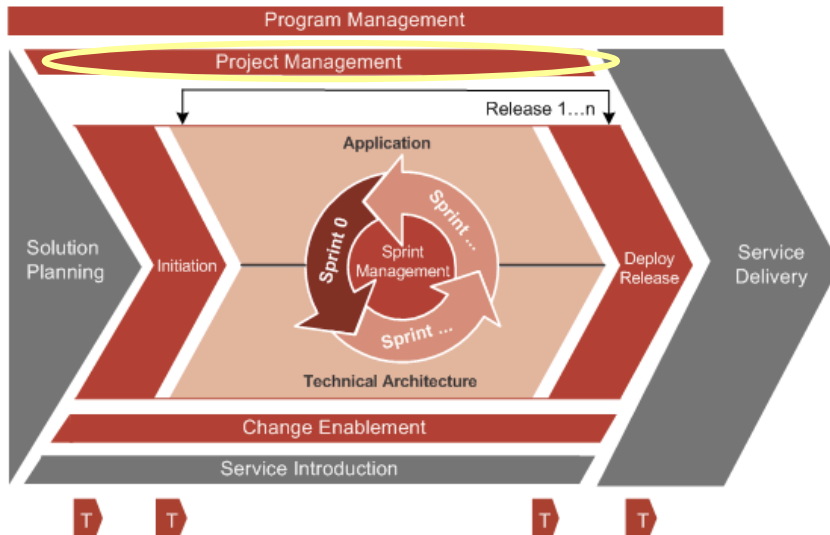 Program Management
Project Management
Release 1...n
Application
Solution
Planning
Initiation
Sprint 0
Sprint ...
Sprint
Management
Sprint ...
Deploy
Release
Service
Delivery
Technical Architecture
Change Enablement
Service Introduction
T
T
T
T